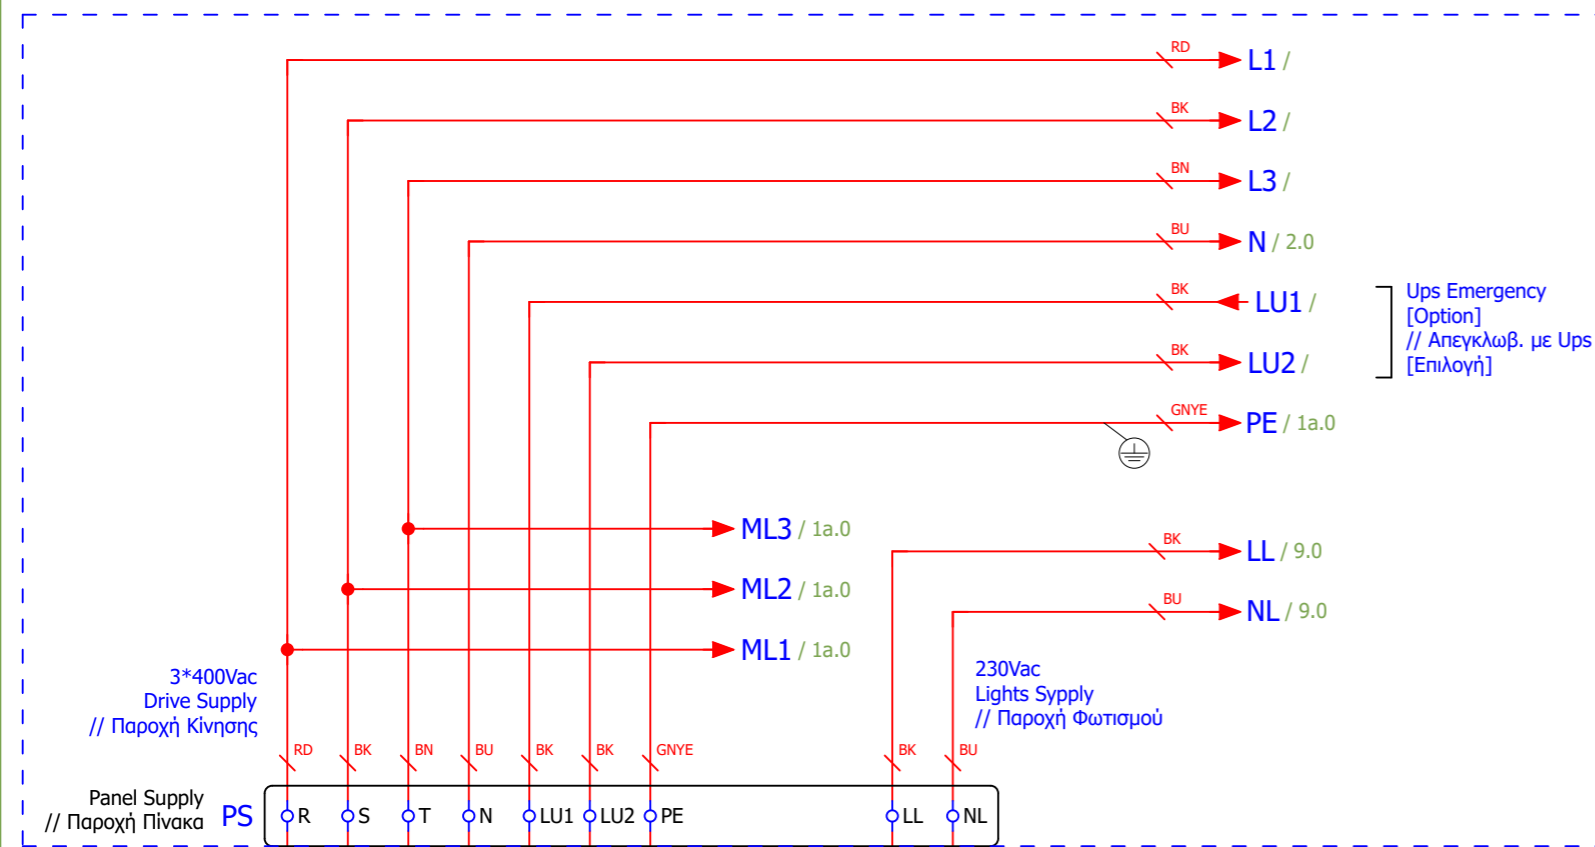 RD
L1 /
BK
L2 /
BN
L3 /
BU
N / 2.0
BK
LU1 /
Ups Emergency
[Option]
// Απεγκλωβ. με Ups
[Επιλογή]
BK
LU2 /
GNYE
PE / 1a.0
ML3 / 1a.0
BK
LL / 9.0
ML2 / 1a.0
BU
NL / 9.0
ML1 / 1a.0
3*400Vac
Drive Supply
// Παροχή Κίνησης
230Vac
Lights Sypply
// Παροχή Φωτισμού
RD BK BN BU BK BK GNYE BK BU
Panel Supply
// Παροχή Πίνακα
PS
R S T N LU1 LU2 PE LL NL